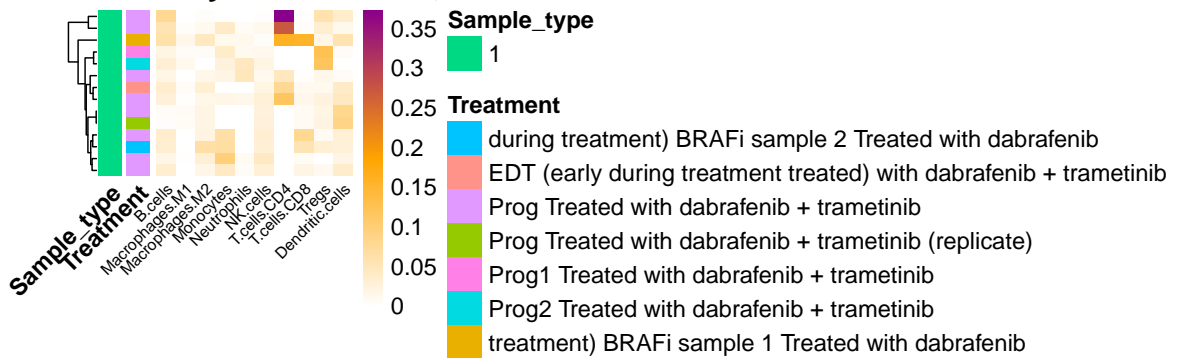 Sample_type
Treatment
B.cells
Macrophages.M1
Macrophages.M2
Monocytes
Neutrophils
NK.cells
T.cells.CD4
T.cells.CD8
Tregs
Dendritic.cells
0.35
0.3
0.25
0.2
0.15
0.1
0.05
0
Sample_type
1
Treatment
during treatment) BRAFi sample 2 Treated with dabrafenib
EDT (early during treatment treated) with dabrafenib + trametinib
Prog Treated with dabrafenib + trametinib
Prog Treated with dabrafenib + trametinib (replicate)
Prog1 Treated with dabrafenib + trametinib
Prog2 Treated with dabrafenib + trametinib
treatment) BRAFi sample 1 Treated with dabrafenib